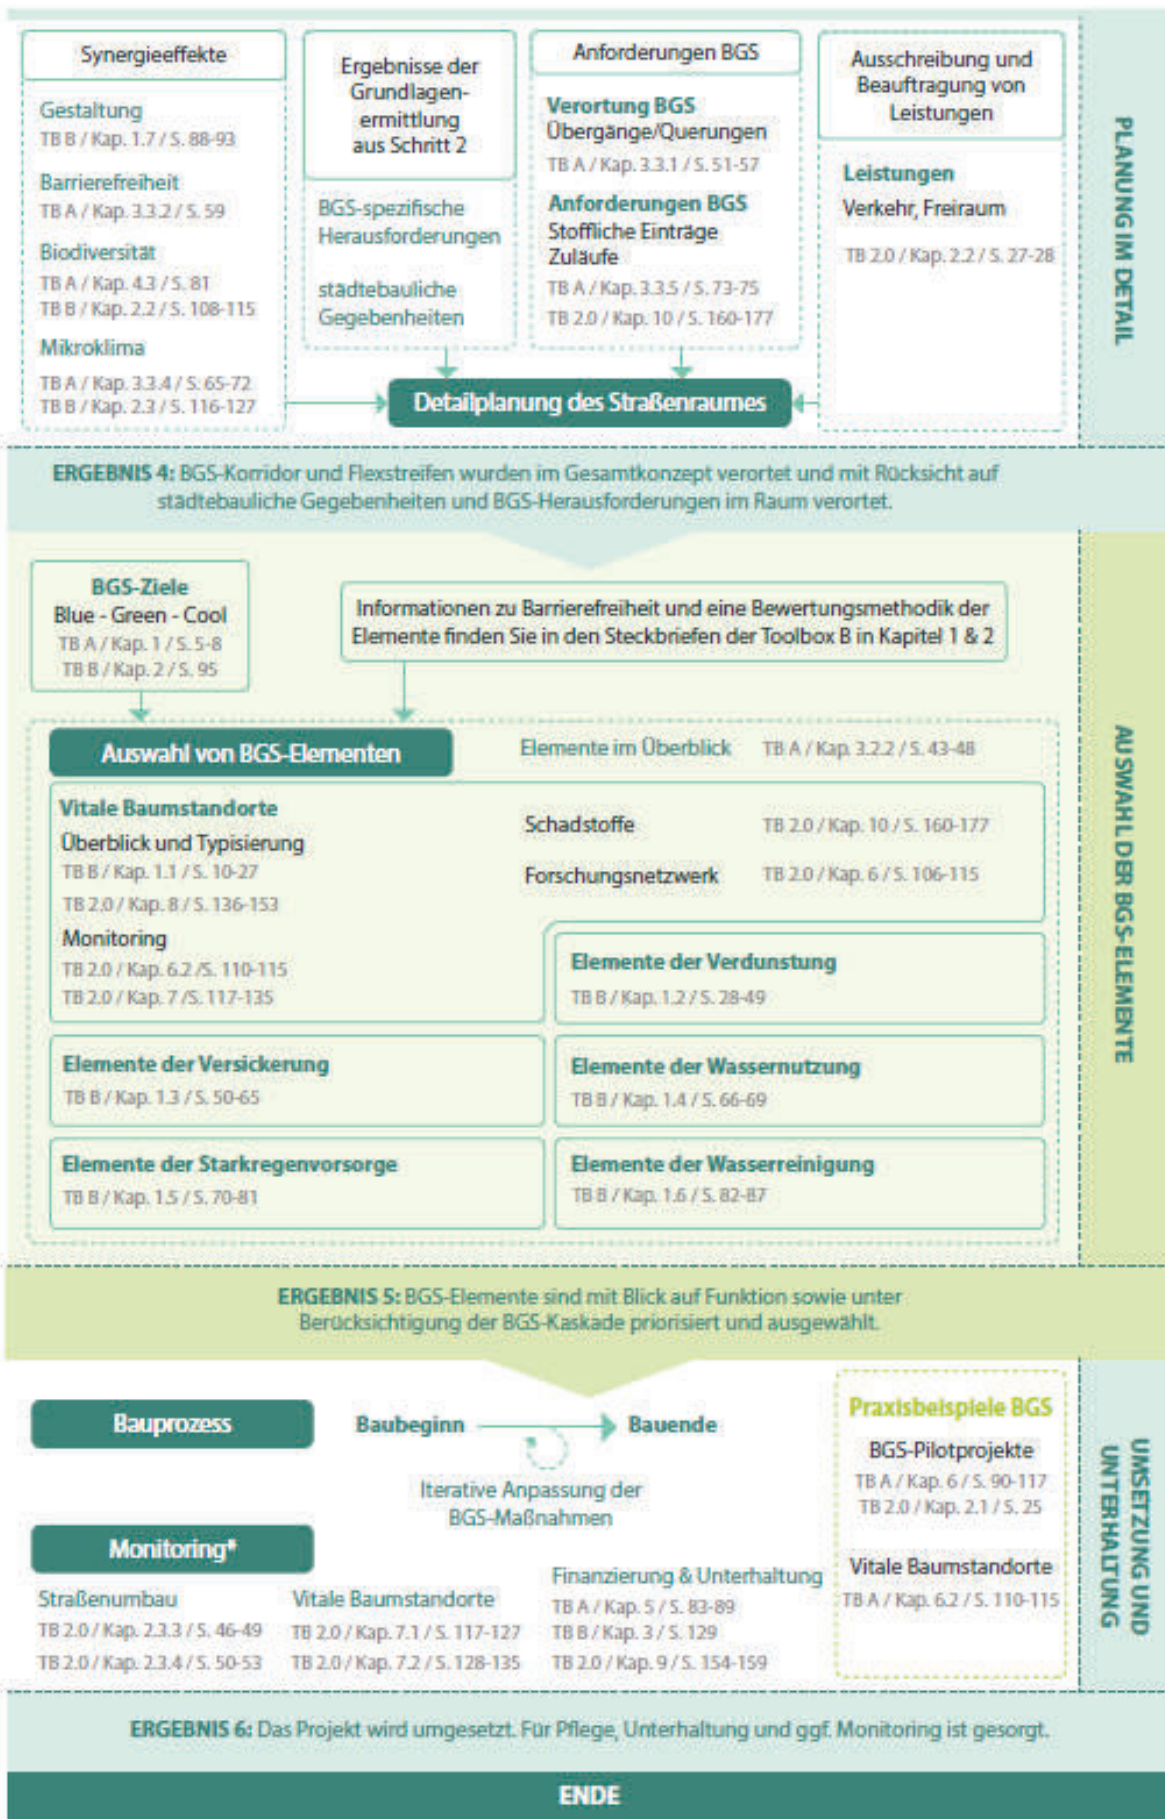 Synergieeffekte
Gestaltung
TB B / Kap. 1.7 / S. 88-93
Barrierefreiheit
TB A / Kap. 3.3.2 / S. 59
Biodiversität
TB A / Kap. 4.3 / S. 81
TB B / Kap. 2.2 / S. 108-115
Mikroklima
TB A / Kap. 3.3.4 / S. 65-72
TB B / Kap. 2.3 / S. 116-127
Ergebnisse der
Grundlagen-
ermittlung
aus Schritt 2
BGS-spezifische
Herausforderungen
städtebauliche
Gegebenheiten
Anforderungen BGS
Verortung BGS
Übergänge/Querungen
TB A / Kap. 3.3.1 / S. 51-57
Anforderungen BGS
Stoffliche Einträge
Zuläufe
TB A / Kap. 3.3.5 / S. 73-75
TB 2.0 / Kap. 10 / S. 160-177
Ausschreibung und
Beauftragung von
Leistungen
Leistungen
Verkehr, Freiraum
TB 2.0 / Kap. 2.2 / S. 27-28
Detailplanung des Straßenraumes
PLANUNG IM DETAIL
ERGEBNIS 4: BGS-Korridor und Flexstreifen wurden im Gesamtkonzept verortet und mit Rücksicht auf
städtebauliche Gegebenheiten und BGS-Herausforderungen im Raum verortet.
BGS-Ziele
Blue - Green - Cool
TB A / Kap. 1 / S. 5-8
TB B / Kap. 2 / S. 95
Informationen zu Barrierefreiheit und eine Bewertungsmethodik der
Elemente finden Sie in den Steckbriefen der Toolbox B in Kapitel 1 & 2
Auswahl von BGS-Elementen
Elemente im Überblick TB A / Kap. 3.2.2 / S. 43-48
Vitale Baumstandorte
Überblick und Typisierung
TB B / Kap. 1.1 / S. 10-27
TB 2.0 / Kap. 8 / S. 136-153
Monitoring
TB 2.0 / Kap. 6.2 /S. 110-115
TB 2.0 / Kap. 7 /S. 117-135
Schadstoffe TB 2.0 / Kap. 10 / S. 160-177
Forschungsnetzwerk TB 2.0 / Kap. 6 / S. 106-115
Elemente der Verdunstung
TB B / Kap. 1.2 / S. 28-49
Elemente der Versickerung
TB B / Kap. 1.3 / S. 50-65
Elemente der Wassernutzung
TB B / Kap. 1.4 / S. 66-69
Elemente der Starkregenvorsorge
TB B / Kap. 1.5 / S. 70-81
Elemente der Wasserreinigung
TB B / Kap. 1.6 / S. 82-87
AUSWAHL DER BGS-ELEMENTE
ERGEBNIS 5: BGS-Elemente sind mit Blick auf Funktion sowie unter
Berücksichtigung der BGS-Kaskade priorisiert und ausgewählt.
Bauprozess
Baubeginn
Bauende
Iterative Anpassung der
BGS-Maßnahmen
Monitoring*
Straßenumbau
TB 2.0 / Kap. 2.3.3 / S. 46-49
TB 2.0 / Kap. 2.3.4 / S. 50-53
Vitale Baumstandorte
TB 2.0 / Kap. 7.1 / S. 117-127
TB 2.0 / Kap. 7.2 / S. 128-135
Finanzierung & Unterhaltung
TB A / Kap. 5 / S. 83-89
TB B / Kap. 3 / S. 129
TB 2.0 / Kap. 9 / S. 154-159
Praxisbeispiele BGS
BGS-Pilotprojekte
TB A / Kap. 6 / S. 90-117
TB 2.0 / Kap. 2.1 / S. 25
Vitale Baumstandorte
TB A / Kap. 6.2 / S. 110-115
UMSETZUNG UND
UNTERHALTUNG
ERGEBNIS 6: Das Projekt wird umgesetzt. Für Pflege, Unterhaltung und ggf. Monitoring ist gesorgt.
ENDE